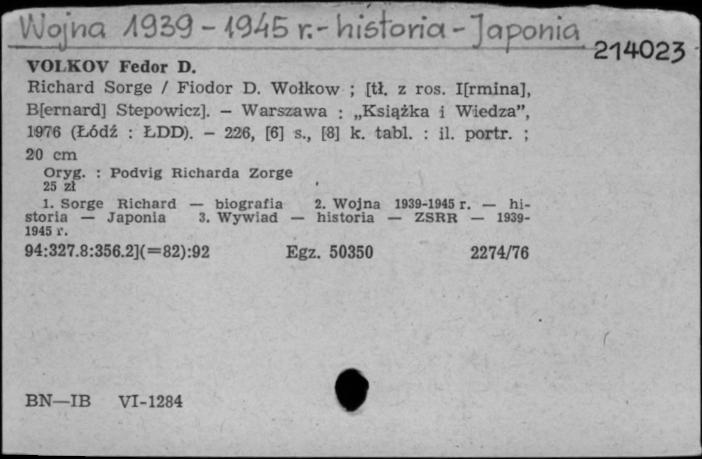 Wojna 1939 - 1945 r. - historia - Japonia
214023
VOLKOV Fedor D.
Richard Sorge / Fiodor D. Wołkow ; [tł. z ros. I[rmina],
B[ernard] Stepowicz]. — Warszawa : „Książka i Wiedza”,
1976 (Łódź : ŁDD). — 226, [6] s., [8] k. tabl. : il. portr. ;
20 cm
Oryg. : Podvig Richarda Zorge
25 zł
1. Sorge Richard — biografia 2. Wojna 1939-1945 r. — hi-
storia — Japonia 3. Wywiad — historia — ZSRR — 1939-
1945 r.
94:327.8:356.2](=82):92 Egz. 50350 2274/76
BN—IB VI-1284